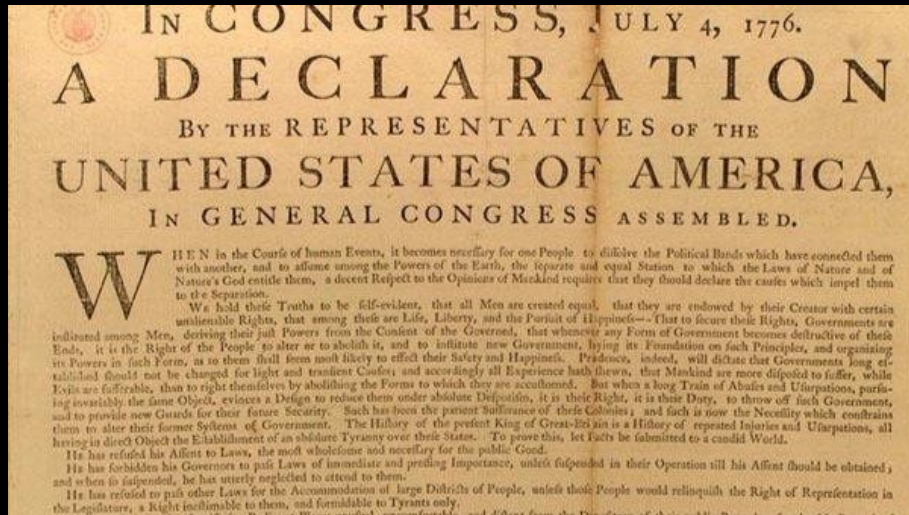 IN CONGRESS, JULY 4, 1776.
A DECLARATION
BY THE REPRESENTATIVES OF THE
UNITED STATES OF AMERICA,
IN GENERAL CONGRESS ASSEMBLED.
WHEN in the Courſe of human Events, it becomes neceſſary for one People to diſſolve the Political Bands which have connected them
with another, and to aſſume among the Powers of the Earth, the ſeparate and equal Station to which the Laws of Nature and of
Nature's God entitle them, a decent Reſpect to the Opinions of Mankind requires that they ſhould declare the cauſes which impel them
to the Separation.
WE hold theſe Truths to be ſelf-evident, that all Men are created equal, that they are endowed by their Creator with certain
unalienable Rights, that among theſe are Life, Liberty, and the Purſuit of Happineſs--That to ſecure theſe Rights, Governments are
inſtituted among Men, deriving their juſt Powers from the Conſent of the Governed, that whenever any Form of Government becomes deſtructive of theſe
Ends, it is the Right of the People to alter or to aboliſh it, and to inſtitute new Government, laying its Foundation on ſuch Principles, and organizing
its Powers in ſuch Form, as to them ſhall ſeem moſt likely to effect their Safety and Happineſs. Prudence, indeed, will dictate that Governments long eſ-
tabliſhed ſhould not be changed for light and tranſient Cauſes; and accordingly all Experience hath ſhewn, that Mankind are more diſpoſed to ſuffer, while
Evils are ſufferable, than to right themſelves by aboliſhing the Forms to which they are accuſtomed. But when a long Train of Abuſes and Uſurpations, purſu-
ing invariably the ſame Object, evinces a Deſign to reduce them under abſolute Deſpotiſm, it is their Right, it is their Duty, to throw off ſuch Government,
and to provide new Guards for their future Security. Such has been the patient Sufferance of theſe Colonies; and ſuch is now the Neceſſity which conſtrains
them to alter their former Syſtems of Government. The Hiſtory of the preſent King of Great-Britain is a Hiſtory of repeated Injuries and Uſurpations, all
having in direct Object the Eſtabliſhment of an abſolute Tyranny over theſe States. To prove this, let Facts be ſubmitted to a candid World.
HE has refuſed his Aſſent to Laws, the moſt wholeſome and neceſſary for the public Good.
HE has forbidden his Governors to paſs Laws of immediate and preſſing Importance, unleſs ſuſpended in their Operation till his Aſſent ſhould be obtained;
and when ſo ſuſpended, he has utterly neglected to attend to them.
HE has refuſed to paſs other Laws for the Accommodation of large Diſtricts of People, unleſs thoſe People would relinquiſh the Right of Repreſentation in
the Legiſlature, a Right ineſtimable to them, and formidable to Tyrants only.